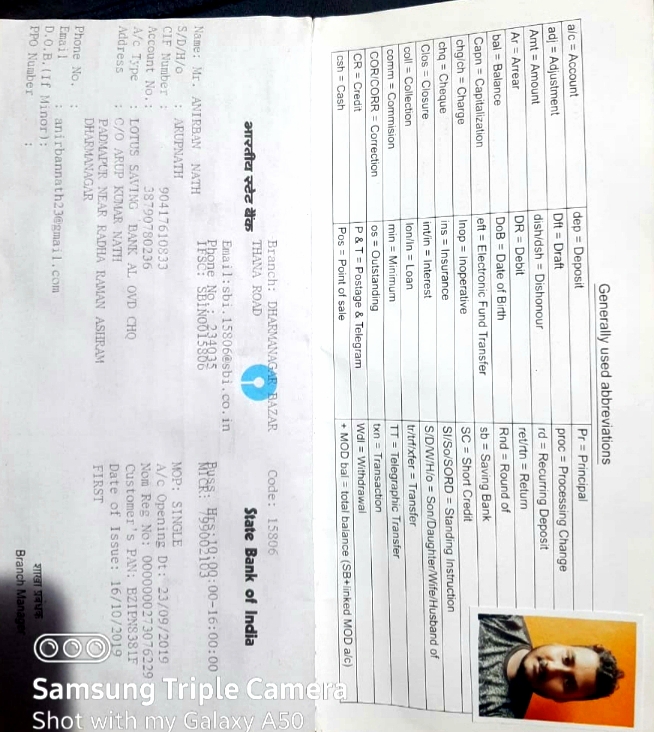 Generally used abbreviations
a/c = Account dep = Deposit Pr = Principal
adj = Adjustment Dft = Draft proc = Processing Change
Amt = Amount dish/dsh = Dishonour rd = Recurring Deposit
Ar = Arrear DR = Debit ret/rtn = Return
bal = Balance DoB = Date of Birth Rnd = Round of
Capn = Capitalization eft = Electronic Fund Transfer sb = Saving Bank
chg/ch = Charge Inop = Inoperative SC = Short Credit
chq = Cheque ins = Insurance SI/So/SORD = Standing Instruction
Clos = Closure int/in = Interest S/D/W/H/o = Son/Daughter/Wife/Husband of
coll = Collection lon/ln = Loan tr/trf/xfer = Transfer
comm = Commision min = Minimum TT = Telegraphic Transfer
COR/CORR = Correction os = Outstanding txn = Transaction
CR = Credit P & T = Postage & Telegram Wdl = Withdrawal
csh = Cash Pos = Point of sale + MOD bal = total balance (SB+linked MOD a/c)
Branch: DHARMANAGAR BAZAR Code: 15806
THANA ROAD
भारतीय स्टेट बैंक State Bank of India
Email:sbi.15806@sbi.co.in
Phone No.: 234035 Buss. Hrs:10:00:00-16:00:00
IFSC: SBIN0015806 MICR: 799002103
Name: Mr. ANIRBAN NATH
S/D/H/o : ARUPNATH MOP: SINGLE
CIF Number : 90417610833 A/c Opening Dt: 23/09/2019
Account No.: 38790780236 Nom Reg No: 0000000273076229
A/c Type : LOTUS SAVING BANK AL OVD CHQ Customer's PAN: BZIPN8381F
Address : C/O ARUP KUMAR NATH Date of Issue: 16/10/2019
PADMAPUR NEAR RADHA RAMAN ASHRAM FIRST
DHARMANAGAR
Phone No. :
Email : anirbannath23@gmail.com
D.O.B.(If Minor):
PPO Number :
शाखा प्रबंधक
Branch Manager
Samsung Triple Camera
Shot with my Galaxy A50